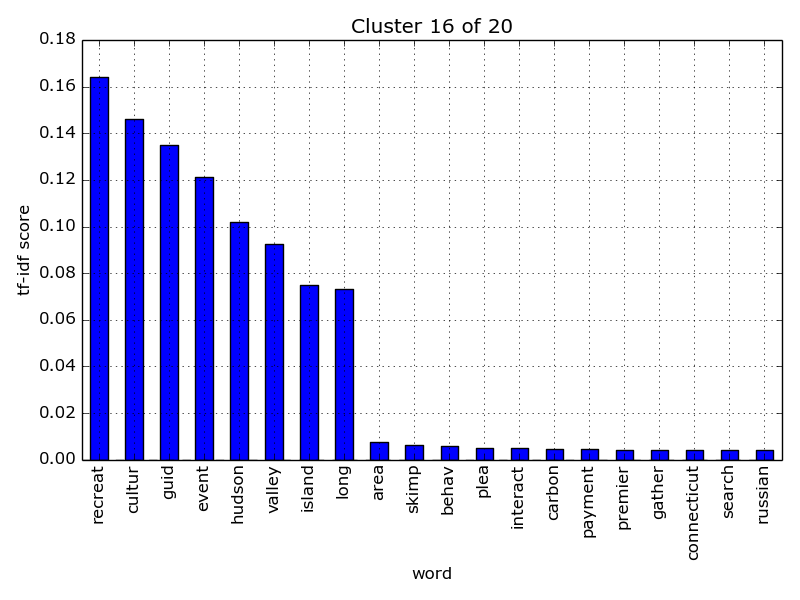 Cluster 16 of 20
0.18
0.16
0.14
0.12
0.10
0.08
0.06
0.04
0.02
0.00
tf-idf score
recreat
cultur
guid
event
hudson
valley
island
long
area
skimp
behav
plea
interact
carbon
payment
premier
gather
connecticut
search
russian
word